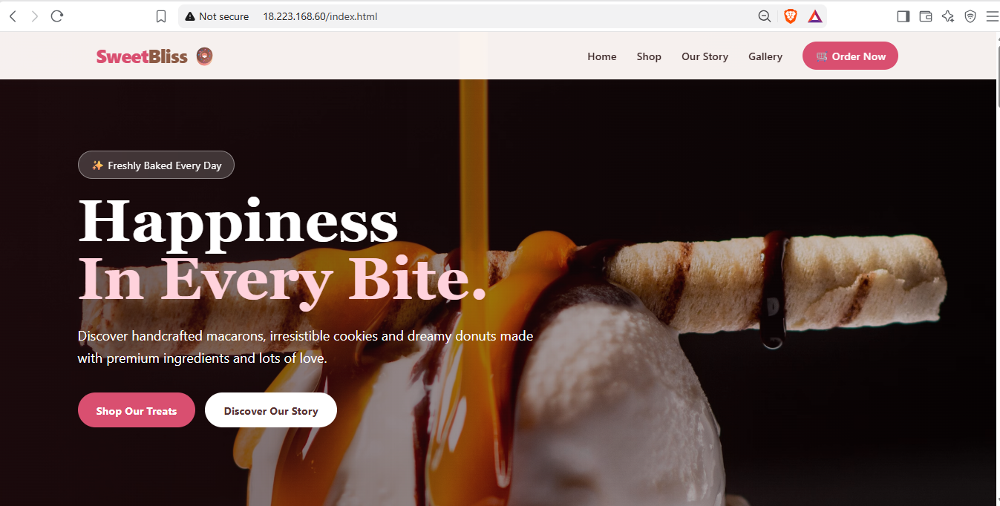 Not secure 18.223.168.60/index.html
SweetBliss
Home Shop Our Story Gallery Order Now
Freshly Baked Every Day
Happiness
In Every Bite.
Discover handcrafted macarons, irresistible cookies and dreamy donuts made
with premium ingredients and lots of love.
Shop Our Treats Discover Our Story